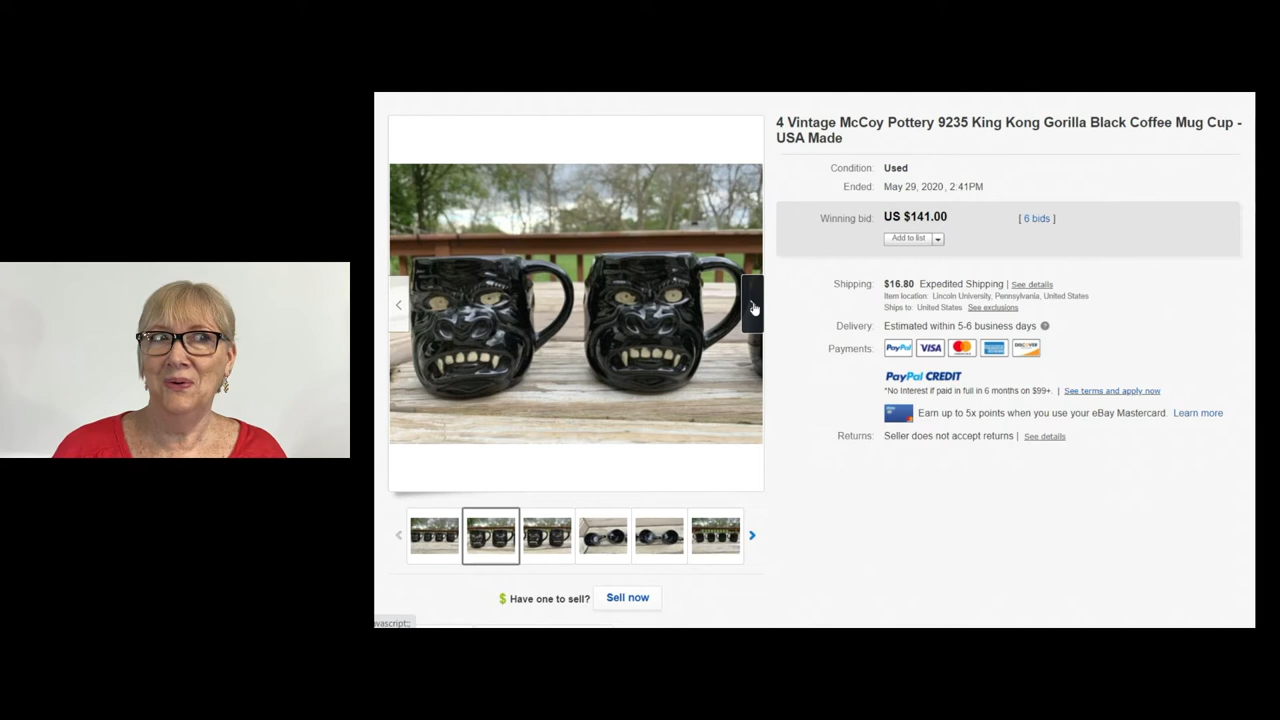 4 Vintage McCoy Pottery 9235 King Kong Gorilla Black Coffee Mug Cup -
USA Made
Condition: Used
Ended: May 29, 2020, 2:41PM
Winning bid: US $141.00 [ 6 bids ]
Add to list
Shipping: $16.80 Expedited Shipping | See details
Item location: Lincoln University, Pennsylvania, United States
Ships to: United States See exclusions
Delivery: Estimated within 5-6 business days
Payments: PayPal VISA MasterCard DISCOVER
PayPal CREDIT
*No Interest if paid in full in 6 months on $99+. | See terms and apply now
Earn up to 5x points when you use your eBay Mastercard. Learn more
Returns: Seller does not accept returns | See details
$ Have one to sell? Sell now
vascript:;